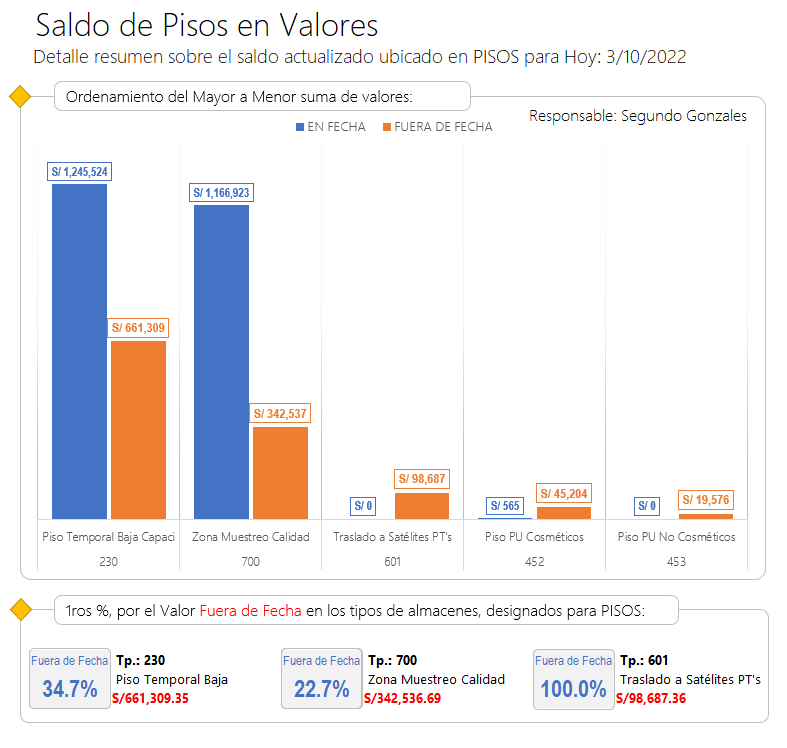 Saldo de Pisos en Valores
Detalle resumen sobre el saldo actualizado ubicado en PISOS para Hoy: 3/10/2022
Ordenamiento del Mayor a Menor suma de valores:
Responsable: Segundo Gonzales
EN FECHA FUERA DE FECHA
S/ 1,245,524
S/ 661,309
S/ 1,166,923
S/ 342,537
S/ 0
S/ 98,687
S/ 565
S/ 45,204
S/ 0
S/ 19,576
Piso Temporal Baja Capaci Zona Muestreo Calidad Traslado a Satélites PT's Piso PU Cosméticos Piso PU No Cosméticos
230 700 601 452 453
1ros %, por el Valor Fuera de Fecha en los tipos de almacenes, designados para PISOS:
Fuera de Fecha
34.7%
Tp.: 230
Piso Temporal Baja
S/661,309.35
Fuera de Fecha
22.7%
Tp.: 700
Zona Muestreo Calidad
S/342,536.69
Fuera de Fecha
100.0%
Tp.: 601
Traslado a Satélites PT's
S/98,687.36